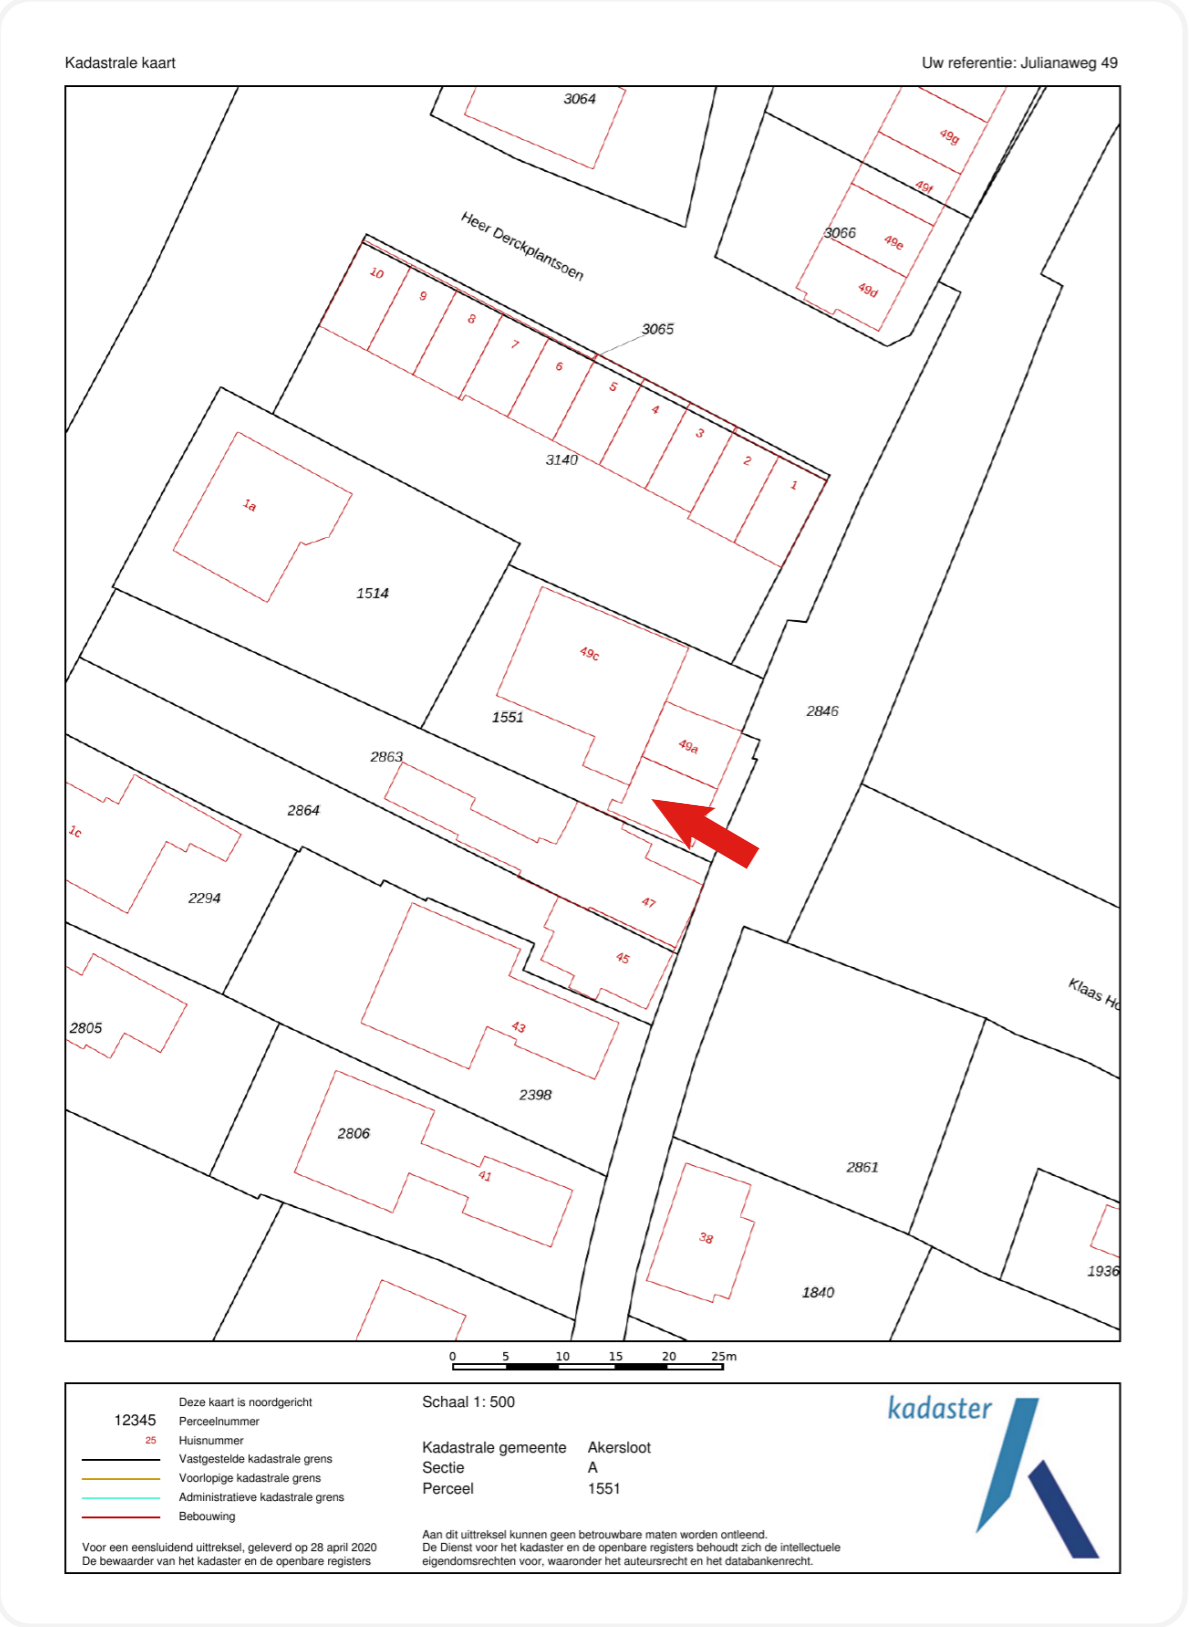 Kadastrale kaart
Uw referentie: Julianaweg 49
3064
49g
49f
3066
49e
49d
Heer Derckplantsoen
10
9
8
7
6
5
4
3
2
1
3065
3140
1a
1514
49c
1551
49a
2846
2863
2864
1c
2294
47
45
2805
43
2398
Klaas Ho
2806
41
2861
38
1840
1936
0 5 10 15 20 25m
Deze kaart is noordgericht
12345 Perceelnummer
25 Huisnummer
Vastgestelde kadastrale grens
Voorlopige kadastrale grens
Administratieve kadastrale grens
Bebouwing
Voor een eensluidend uittreksel, geleverd op 28 april 2020
De bewaarder van het kadaster en de openbare registers
Schaal 1: 500
Kadastrale gemeente Akersloot
Sectie A
Perceel 1551
Aan dit uittreksel kunnen geen betrouwbare maten worden ontleend.
De Dienst voor het kadaster en de openbare registers behoudt zich de intellectuele
eigendomsrechten voor, waaronder het auteursrecht en het databankenrecht.
kadaster